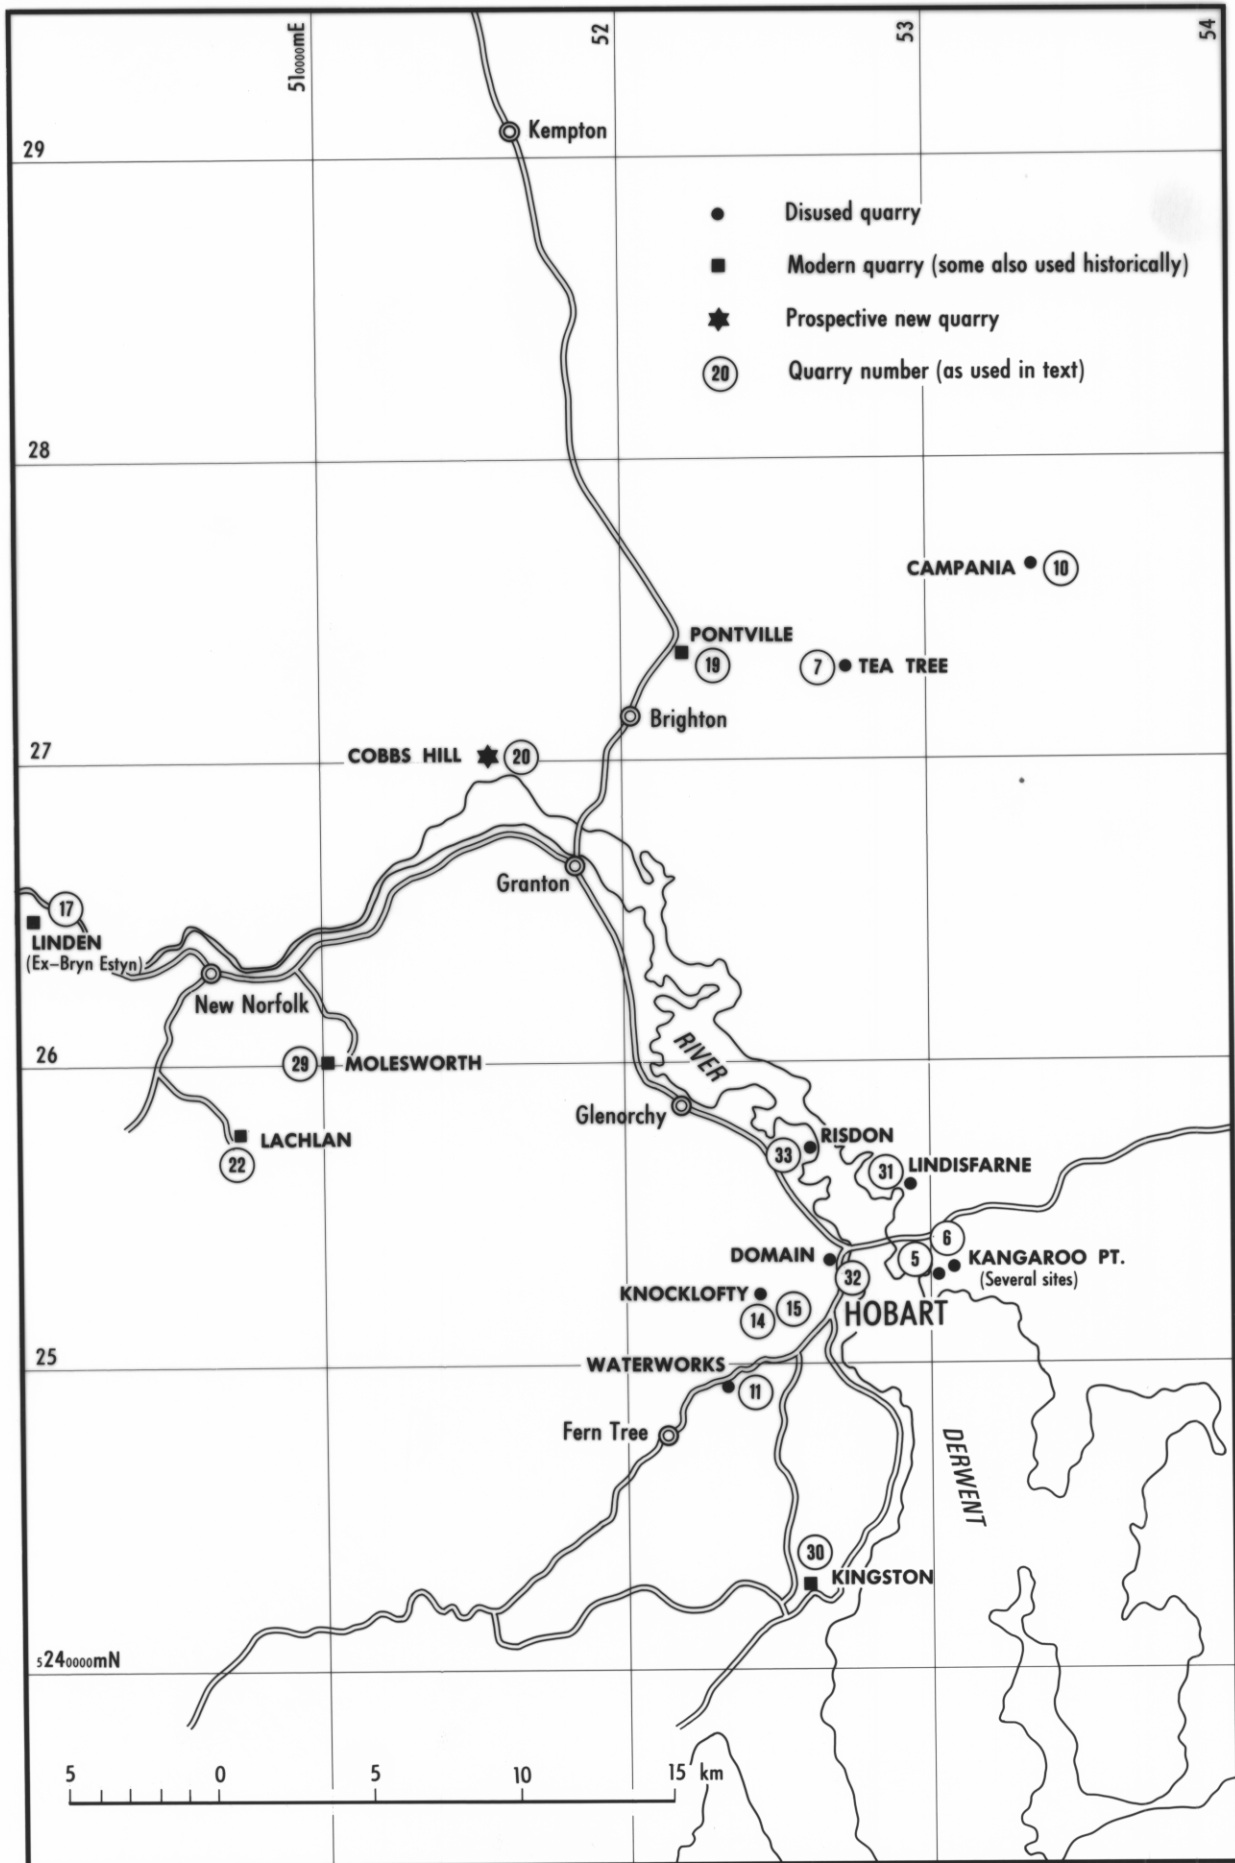 510000mE
52
53
54
Kempton
29
Disused quarry
Modern quarry (some also used historically)
Prospective new quarry
20 Quarry number (as used in text)
28
CAMPANIA 10
PONTVILLE
19
7 TEA TREE
Brighton
27
COBBS HILL 20
Granton
17
LINDEN
(Ex-Bryn Estyn)
New Norfolk
26
29 MOLESWORTH
RIVER
Glenorchy
LACHLAN
22
33 RISDON
31 LINDISFARNE
6
5 KANGAROO PT.
(Several sites)
DOMAIN
32
KNOCKLOFTY
14 15
HOBART
25
WATERWORKS
11
Fern Tree
DERWENT
30
KINGSTON
5240000mN
5 0 5 10 15 km